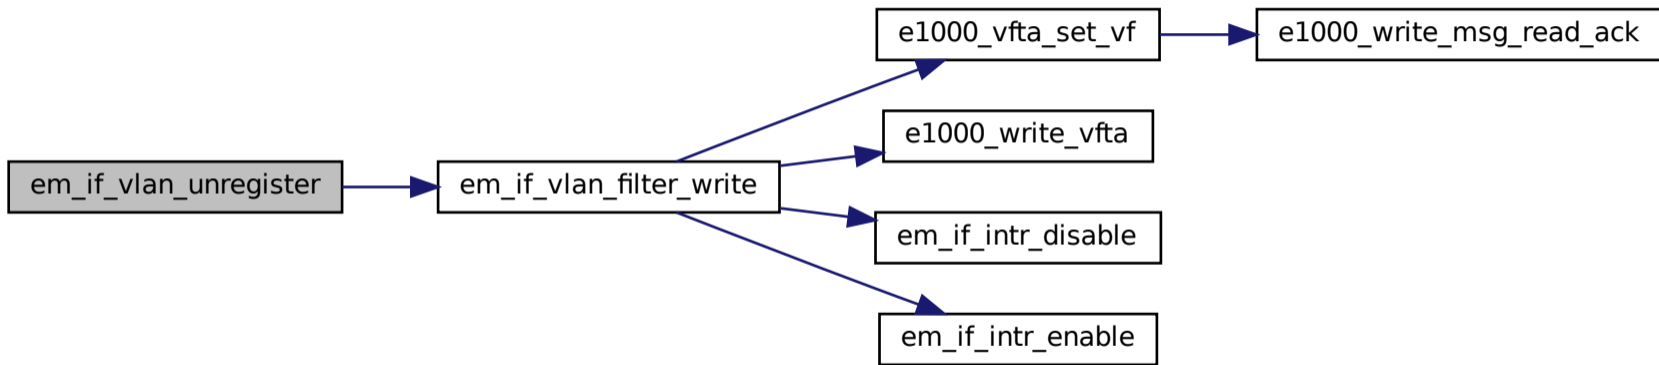 em_if_vlan_unregister
em_if_vlan_filter_write
e1000_vfta_set_vf
e1000_write_msg_read_ack
e1000_write_vfta
em_if_intr_disable
em_if_intr_enable